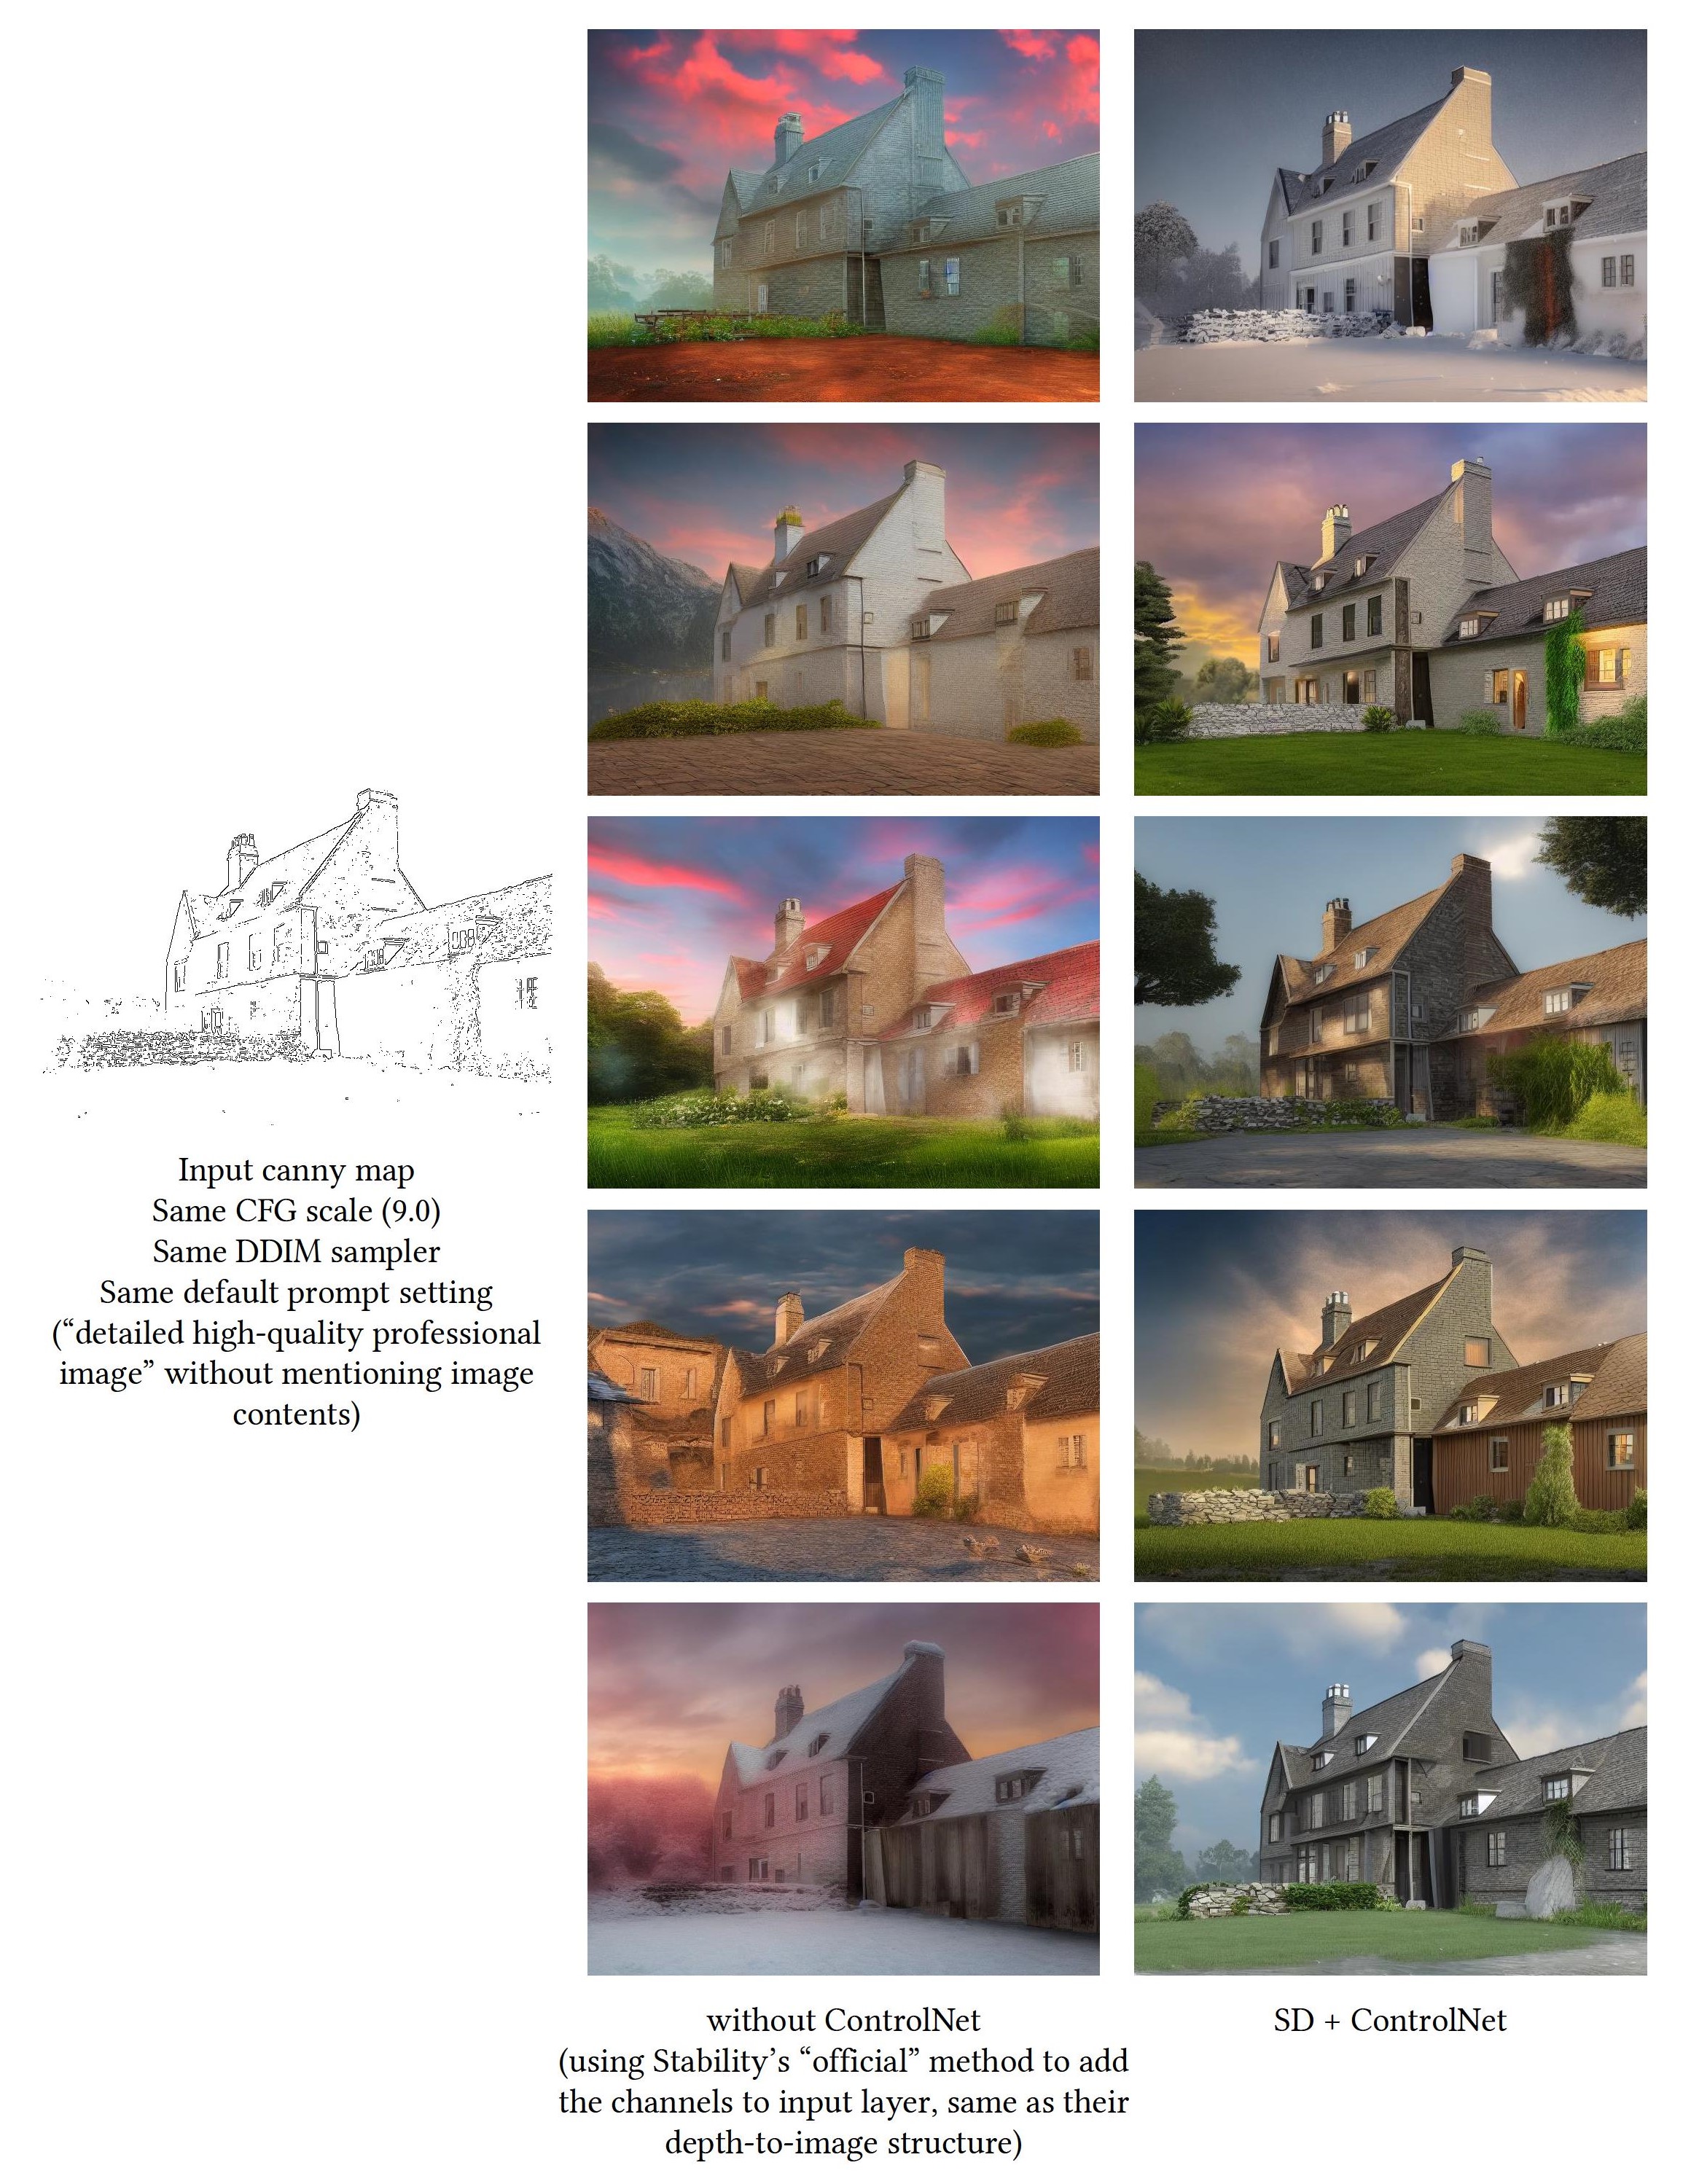 Input canny map
Same CFG scale (9.0)
Same DDIM sampler
Same default prompt setting
(“detailed high-quality professional
image” without mentioning image
contents)
without ControlNet
(using Stability’s “official” method to add
the channels to input layer, same as their
depth-to-image structure)
SD + ControlNet